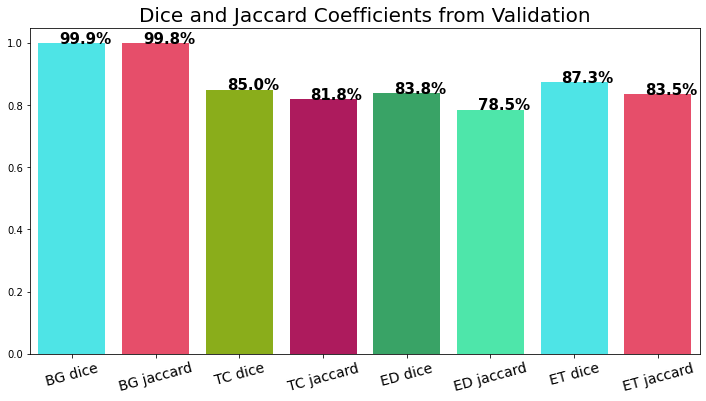 Dice and Jaccard Coefficients from Validation
1.0
0.8
0.6
0.4
0.2
0.0
99.9%
99.8%
85.0%
81.8%
83.8%
78.5%
87.3%
83.5%
BG dice
BG jaccard
TC dice
TC jaccard
ED dice
ED jaccard
ET dice
ET jaccard